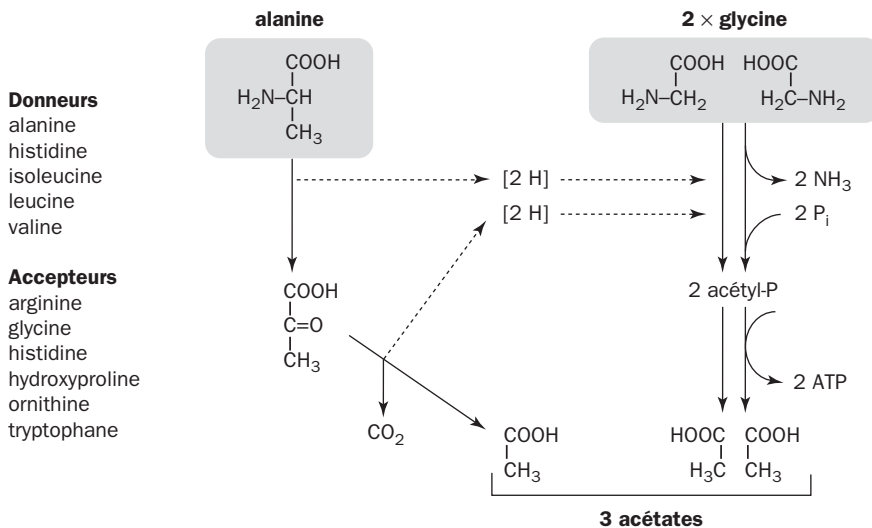 alanine
2 × glycine
COOH
H₂N–CH
CH₃
COOH HOOC
H₂N–CH₂ H₂C–NH₂
Donneurs
alanine
histidine
isoleucine
leucine
valine
[2 H]
2 NH₃
[2 H]
2 Pᵢ
Accepteurs
arginine
glycine
histidine
hydroxyproline
ornithine
tryptophane
COOH
C=O
CH₃
2 acétyl-P
2 ATP
CO₂
COOH
CH₃
HOOC COOH
H₃C CH₃
3 acétates